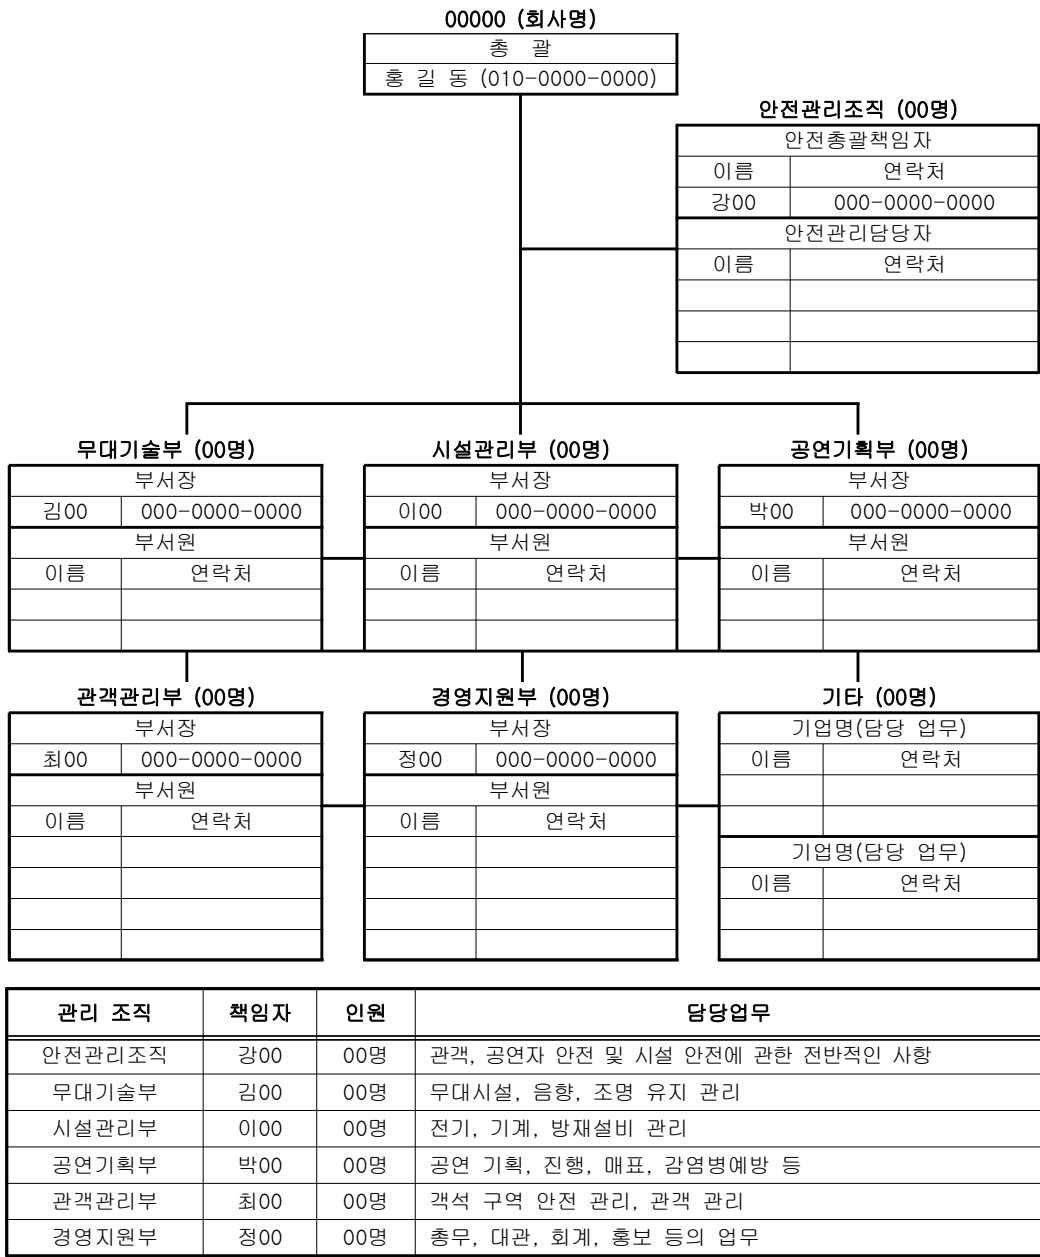 00000 (회사명)
총 괄
홍 길 동 (010-0000-0000)
안전관리조직 (00명)
안전총괄책임자
이름 연락처
강00 000-0000-0000
안전관리담당자
이름 연락처
무대기술부 (00명) 시설관리부 (00명) 공연기획부 (00명)
부서장 부서장 부서장
김00 000-0000-0000 이00 000-0000-0000 박00 000-0000-0000
부서원 부서원 부서원
이름 연락처 이름 연락처 이름 연락처
관객관리부 (00명) 경영지원부 (00명) 기타 (00명)
부서장 부서장 기업명(담당 업무)
최00 000-0000-0000 정00 000-0000-0000 이름 연락처
부서원 부서원
이름 연락처 이름 연락처
기업명(담당 업무)
이름 연락처
관리 조직 책임자 인원 담당업무
안전관리조직 강00 00명 관객, 공연자 안전 및 시설 안전에 관한 전반적인 사항
무대기술부 김00 00명 무대시설, 음향, 조명 유지 관리
시설관리부 이00 00명 전기, 기계, 방재설비 관리
공연기획부 박00 00명 공연 기획, 진행, 매표, 감염병예방 등
관객관리부 최00 00명 객석 구역 안전 관리, 관객 관리
경영지원부 정00 00명 총무, 대관, 회계, 홍보 등의 업무